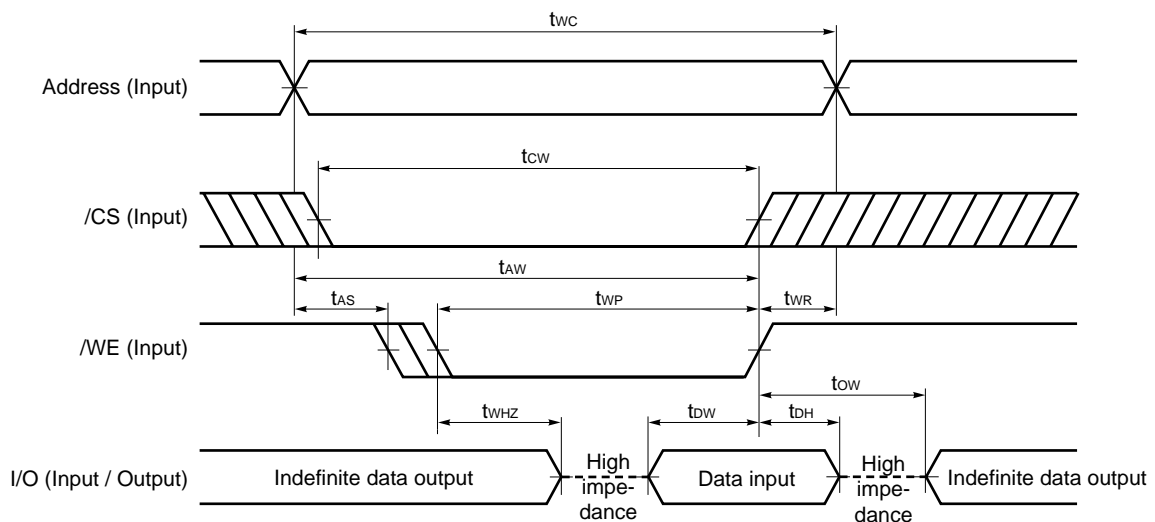 tWC
Address (Input)
tCW
/CS (Input)
tAW
tAS
tWP
tWR
/WE (Input)
tOW
tWHZ
tDW
tDH
I/O (Input / Output)
Indefinite data output
High
impe-
dance
Data input
High
impe-
dance
Indefinite data output